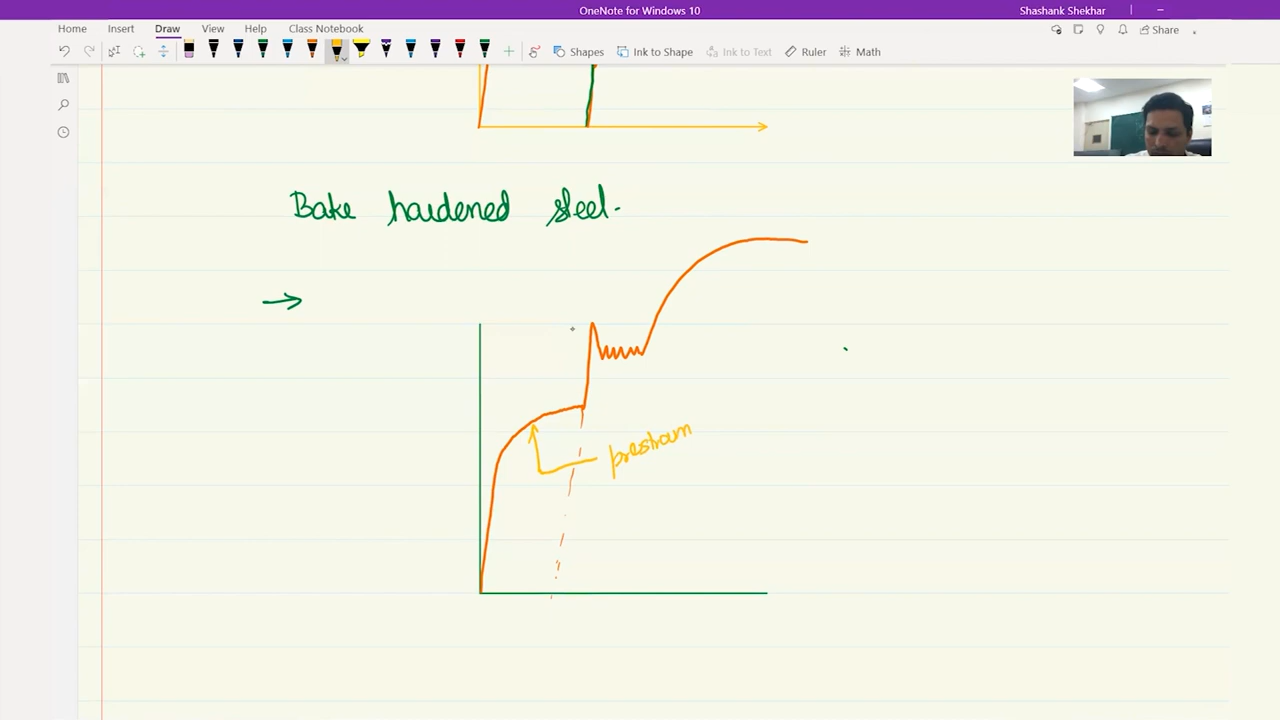 OneNote for Windows 10
Shashank Shekhar
Home Insert Draw View Help Class Notebook
Share
Shapes Ink to Shape Ink to Text Ruler Math
Bake hardened steel.
prestrain